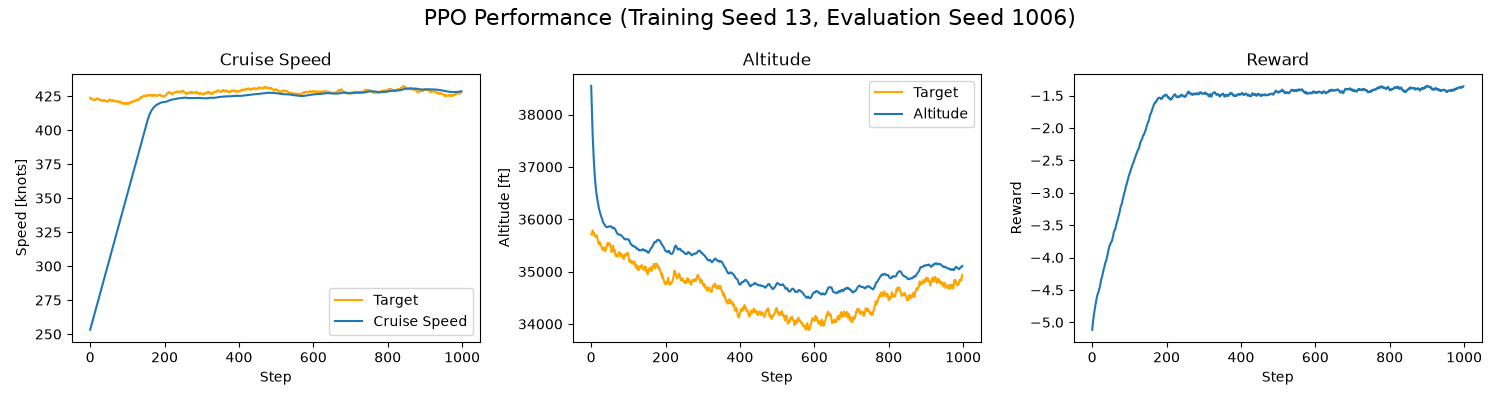 PPO Performance (Training Seed 13, Evaluation Seed 1006)
Cruise Speed
425
400
375
350
325
300
275
250
Speed [knots]
0 200 400 600 800 1000
Step
Target
Cruise Speed
Altitude
38000
37000
36000
35000
34000
Altitude [ft]
0 200 400 600 800 1000
Step
Target
Altitude
Reward
−1.5
−2.0
−2.5
−3.0
−3.5
−4.0
−4.5
−5.0
Reward
0 200 400 600 800 1000
Step